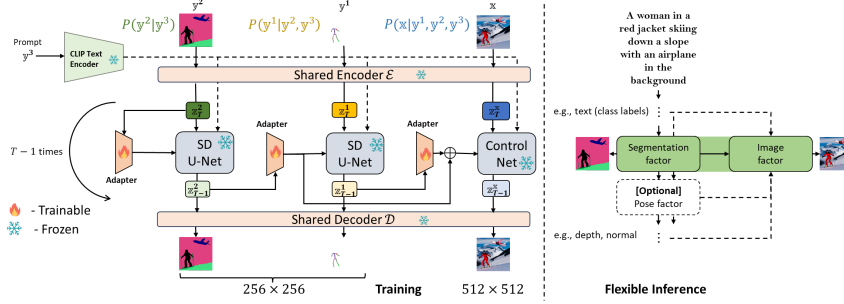 𝕪² 𝕪¹ 𝕩
P(𝕪²|𝕪³) P(𝕪¹|𝕪²,𝕪³) P(𝕩|𝕪¹,𝕪²,𝕪³)
Prompt
𝕪³
CLIP Text
Encoder
Shared Encoder ℰ
𝕫²_T 𝕫¹_T 𝕫ˣ_T
T − 1 times
Adapter
SD
U-Net
Adapter
SD
U-Net
Adapter
Control
Net
𝕫²_{T−1} 𝕫¹_{T−1} 𝕫ˣ_{T−1}
- Trainable
- Frozen
Shared Decoder 𝒟
256 × 256
Training
512 × 512
A woman in a
red jacket skiing
down a slope
with an airplane
in the
background
e.g., text (class labels)
Segmentation
factor
Image
factor
[Optional]
Pose factor
e.g., depth, normal
Flexible Inference